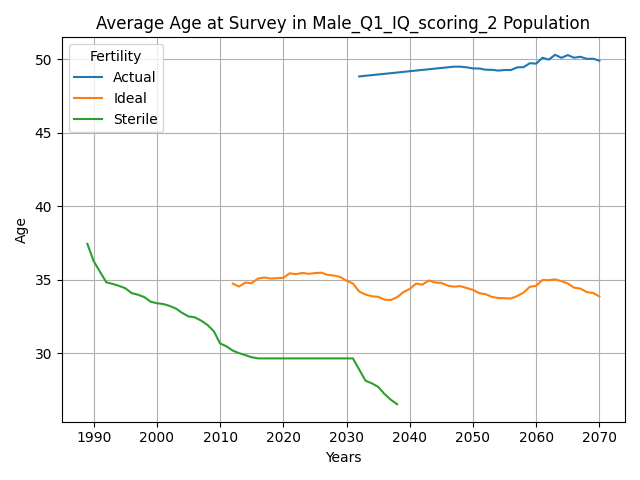 Average Age at Survey in Male_Q1_IQ_scoring_2 Population
Fertility
Actual
Ideal
Sterile
50
45
40
35
30
Age
1990 2000 2010 2020 2030 2040 2050 2060 2070
Years